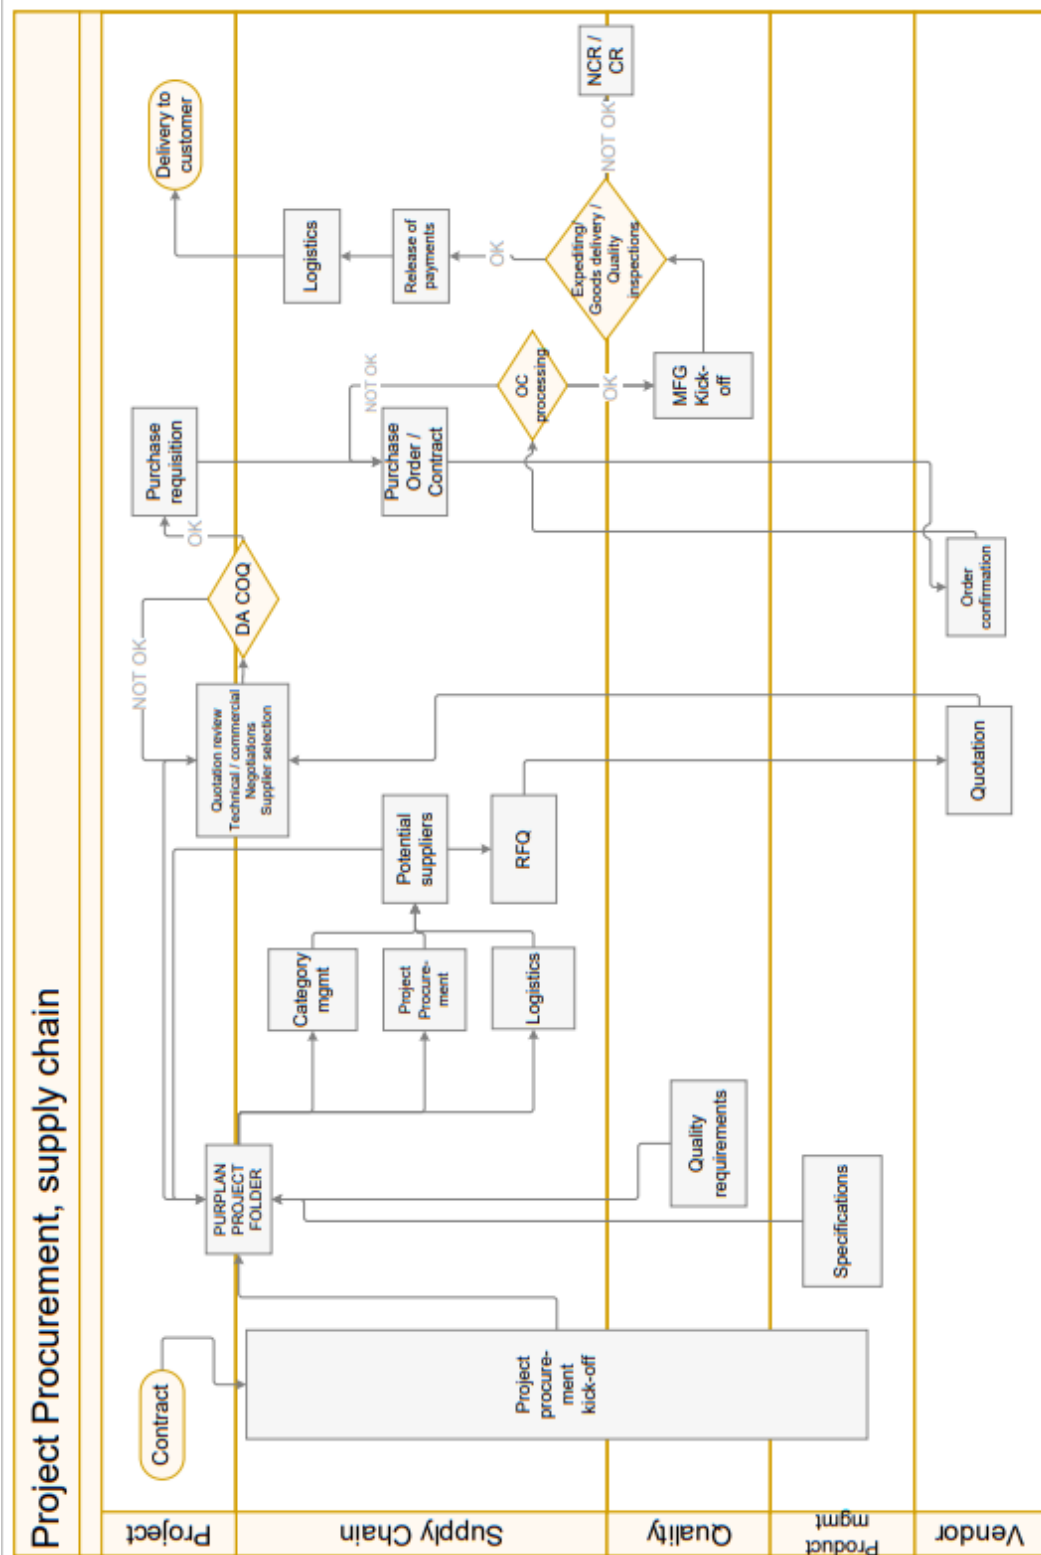 Project Procurement, supply chain
Project
Supply Chain
Quality
Product
mgmt
Vendor
Contract
Project
procure-
ment
kick-off
PURPLAN
PROJECT
FOLDER
Specifications
Quality
requirements
Category
mgmt
Project
Procure-
ment
Logistics
Potential
suppliers
RFQ
Quotation
Quotation review
Technical / commercial
Negotiations
Supplier selection
NOT OK
DA COQ
OK
Purchase
requisition
Purchase
Order /
Contract
NOT OK
Order
confirmation
OC
processing
OK
MFG
Kick-
off
Expediting/
Goods delivery /
Quality
inspections
NOT OK
NCR /
CR
OK
Release of
payments
Logistics
Delivery to
customer